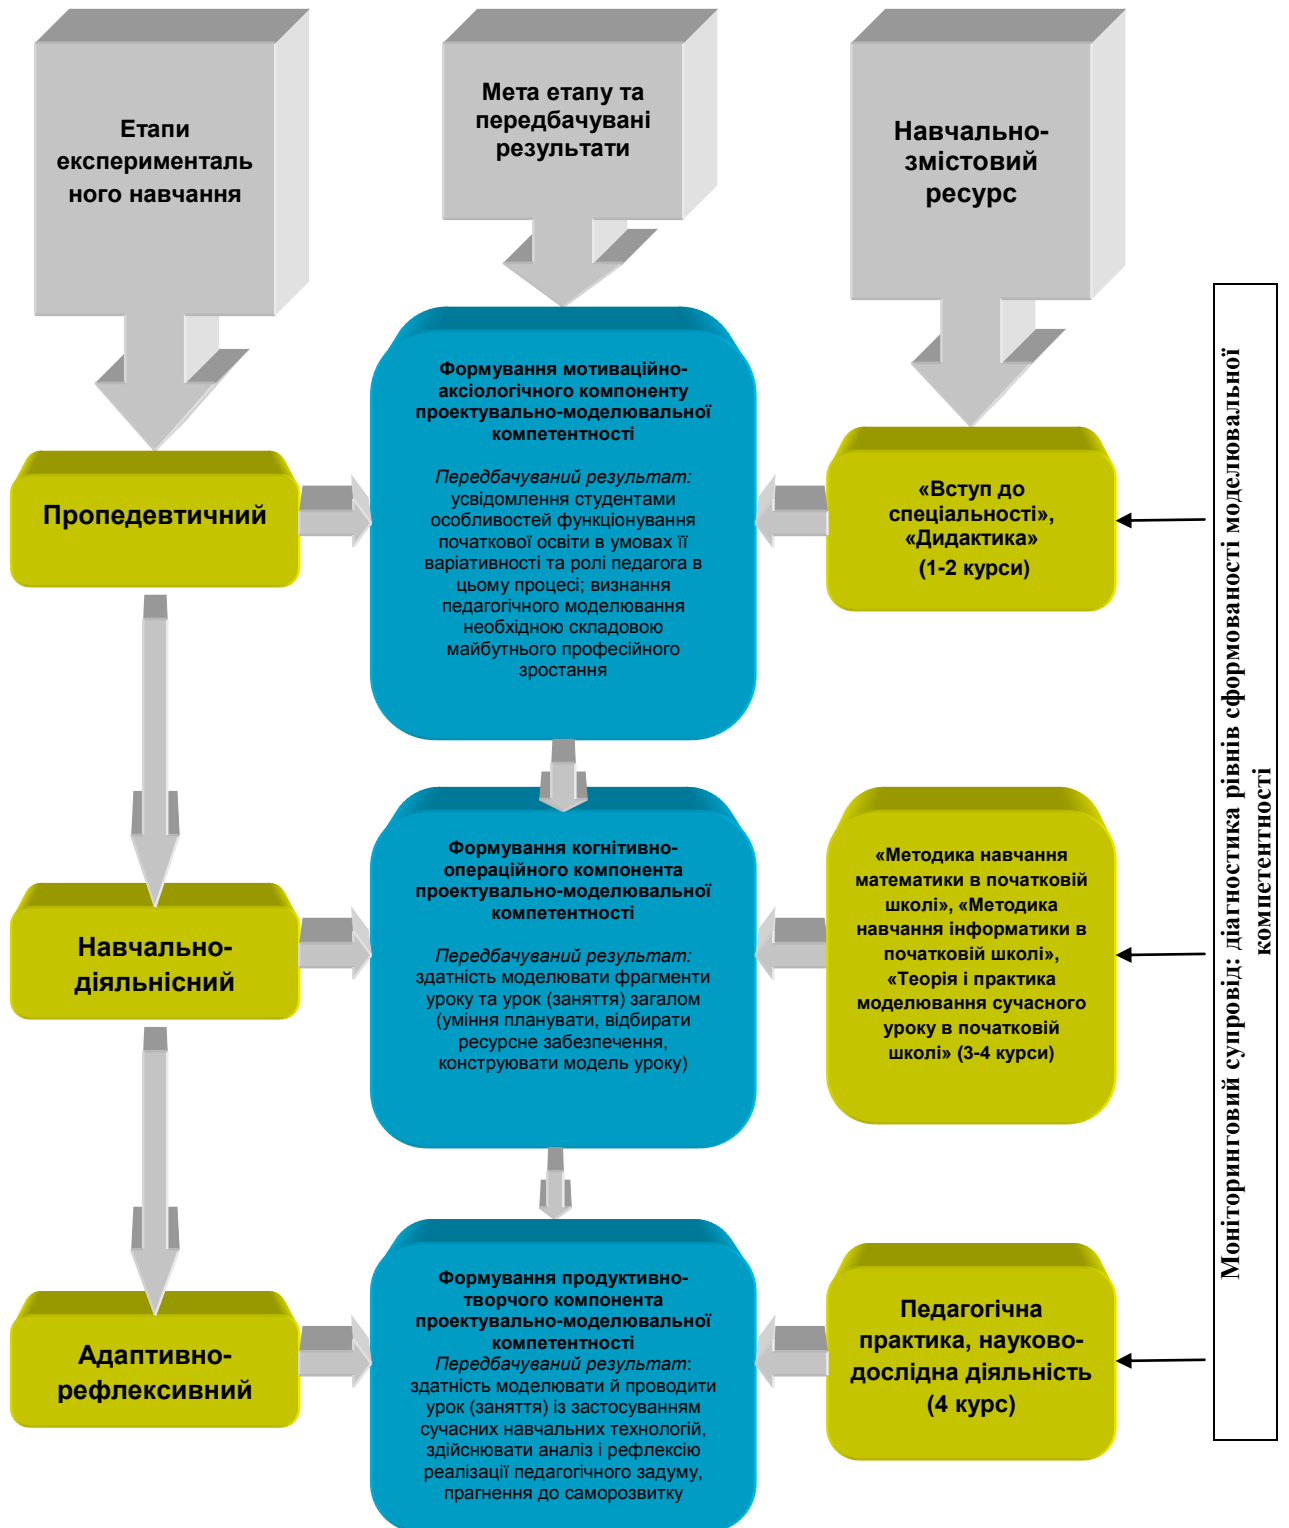 Етапи
експерименталь
ного навчання
Мета етапу та
передбачувані
результати
Навчально-
змістовий
ресурс
Пропедевтичний
Формування мотиваційно-
аксіологічного компоненту
проектувально-моделювальної
компетентності
Передбачуваний результат:
усвідомлення студентами
особливостей функціонування
початкової освіти в умовах її
варіативності та ролі педагога в
цьому процесі; визнання
педагогічного моделювання
необхідною складовою
майбутнього професійного
зростання
«Вступ до
спеціальності»,
«Дидактика»
(1-2 курси)
Навчально-
діяльнісний
Формування когнітивно-
операційного компонента
проектувально-моделювальної
компетентності
Передбачуваний результат:
здатність моделювати фрагменти
уроку та урок (заняття) загалом
(уміння планувати, відбирати
ресурсне забезпечення,
конструювати модель уроку)
«Методика навчання
математики в початковій
школі», «Методика
навчання інформатики в
початковій школі»,
«Теорія і практика
моделювання сучасного
уроку в початковій
школі» (3-4 курси)
Адаптивно-
рефлексивний
Формування продуктивно-
творчого компонента
проектувально-моделювальної
компетентності
Передбачуваний результат:
здатність моделювати й проводити
урок (заняття) із застосуванням
сучасних навчальних технологій,
здійснювати аналіз і рефлексію
реалізації педагогічного задуму,
прагнення до саморозвитку
Педагогічна
практика, науково-
дослідна діяльність
(4 курс)
Моніторинговий супровід: діагностика рівнів сформованості моделювальної
компетентності